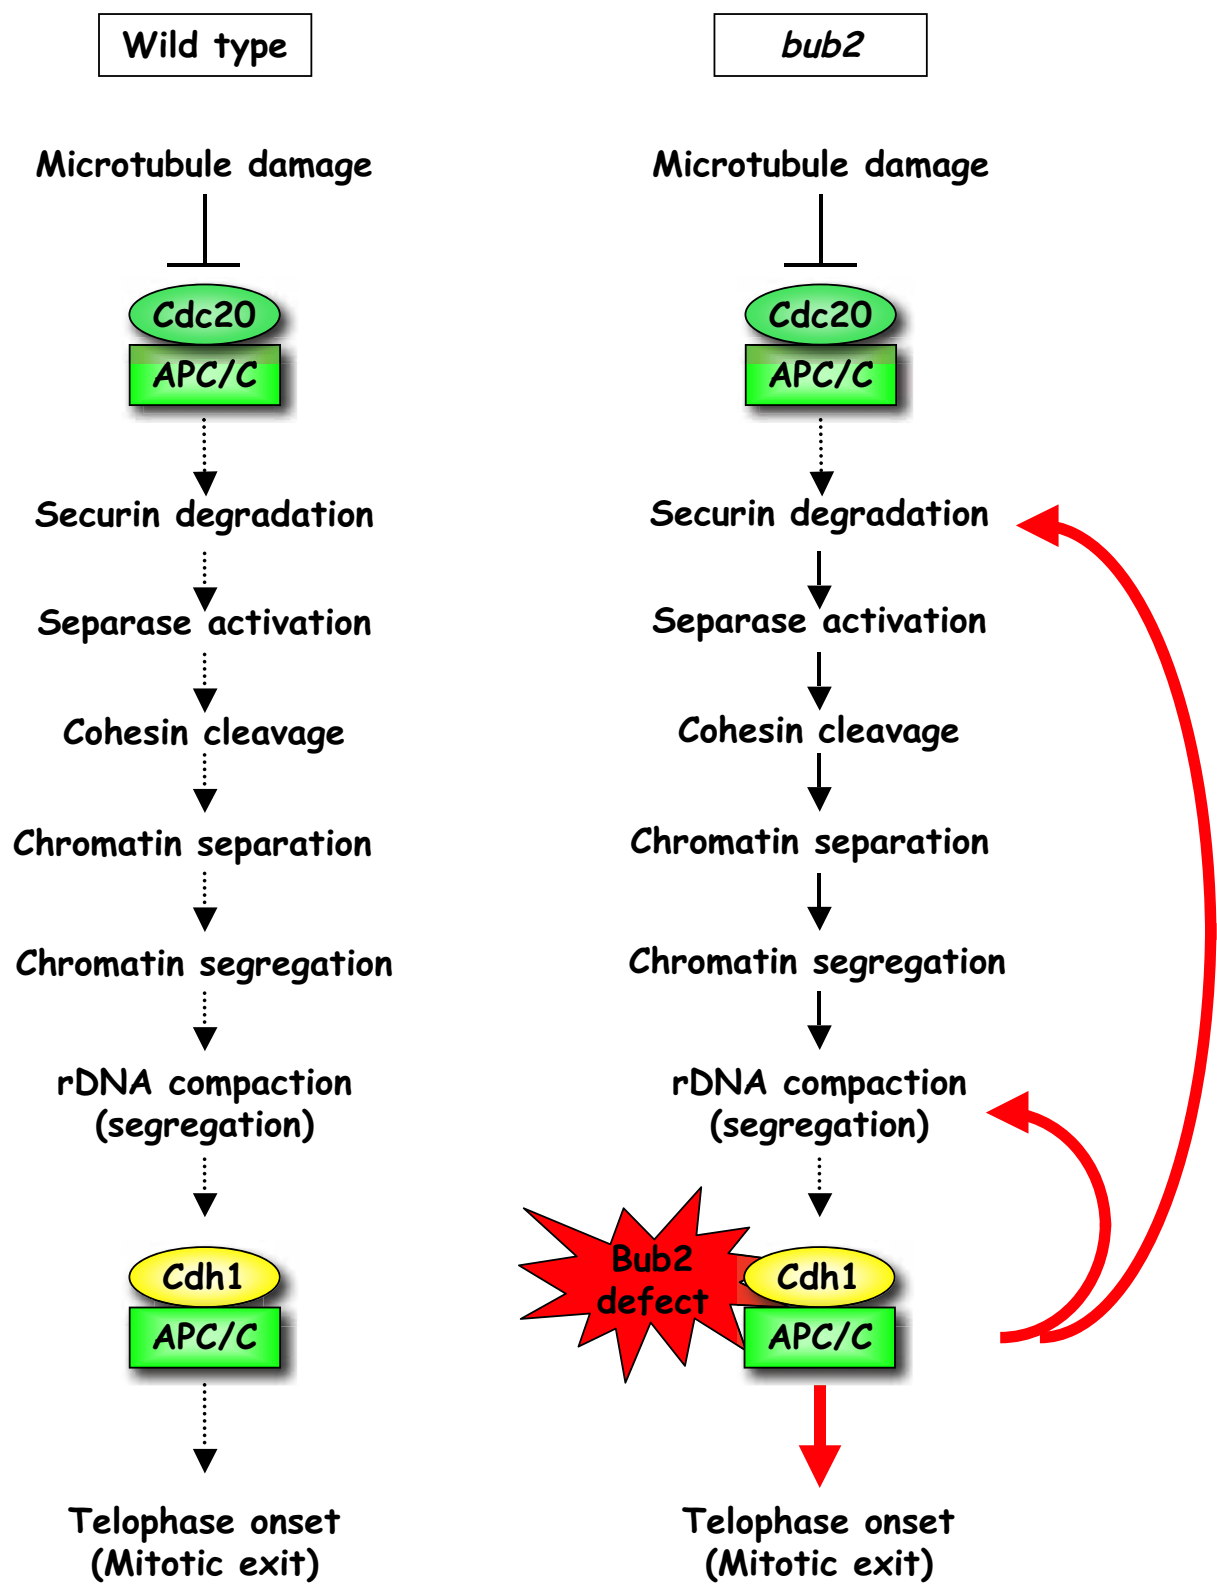 Wild type
Microtubule damage
Cdc20
APC/C
Securin degradation
Separase activation
Cohesin cleavage
Chromatin separation
Chromatin segregation
rDNA compaction
(segregation)
Cdh1
APC/C
Telophase onset
(Mitotic exit)
bub2
Microtubule damage
Cdc20
APC/C
Securin degradation
Separase activation
Cohesin cleavage
Chromatin separation
Chromatin segregation
rDNA compaction
(segregation)
Bub2
defect
Cdh1
APC/C
Telophase onset
(Mitotic exit)